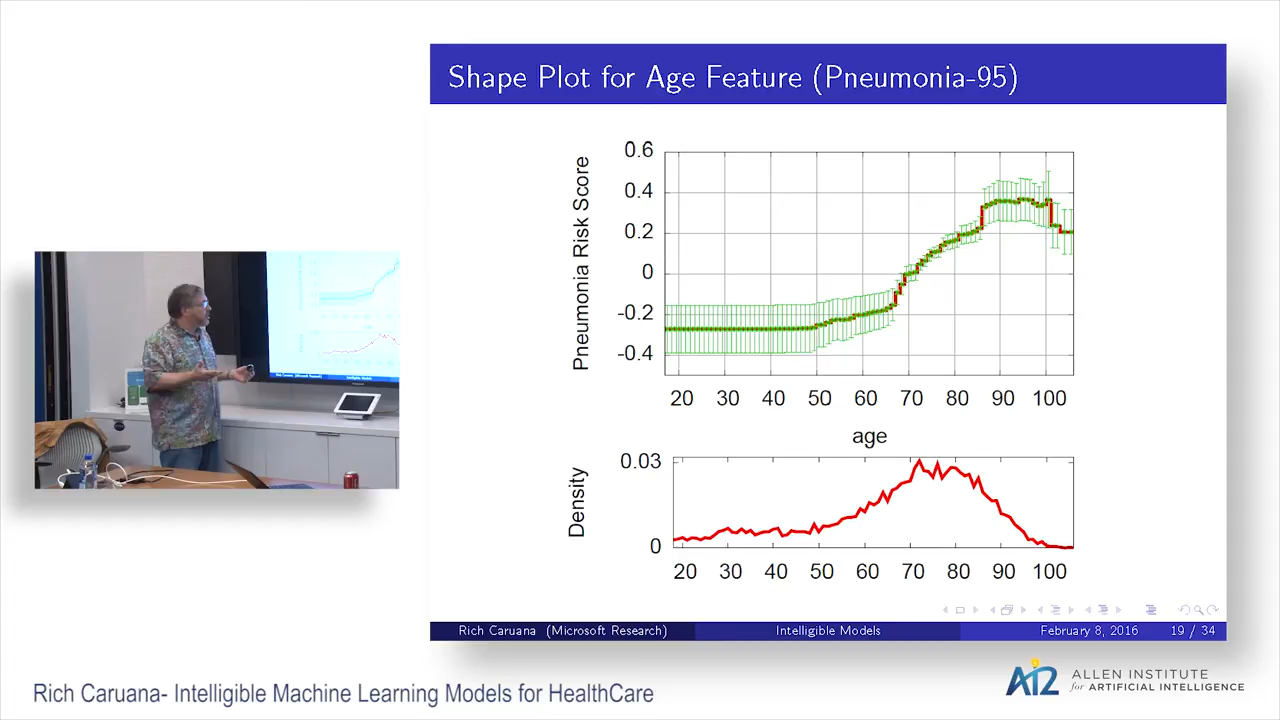 Shape Plot for Age Feature (Pneumonia-95)
Pneumonia Risk Score
0.6
0.4
0.2
0
-0.2
-0.4
20 30 40 50 60 70 80 90 100
age
Density
0.03
0
20 30 40 50 60 70 80 90 100
Rich Caruana (Microsoft Research) Intelligible Models February 8, 2016 19 / 34
Rich Caruana- Intelligible Machine Learning Models for HealthCare
AI2 ALLEN INSTITUTE
for ARTIFICIAL INTELLIGENCE